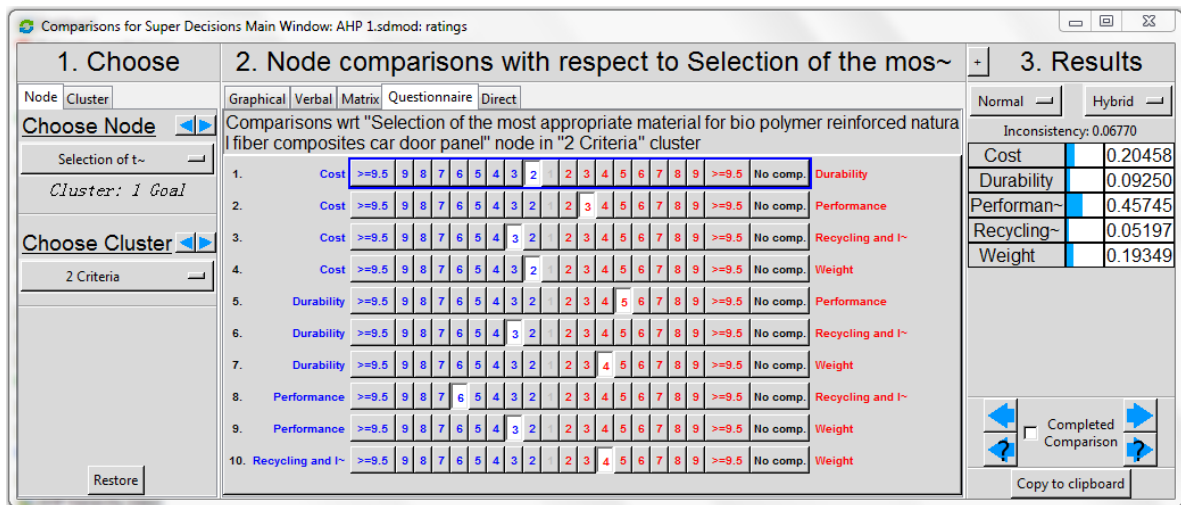 Comparisons for Super Decisions Main Window: AHP 1.sdmod: ratings
1. Choose
Node Cluster
Choose Node
Selection of t~
Cluster: 1 Goal
Choose Cluster
2 Criteria
Restore
2. Node comparisons with respect to Selection of the mos~
Graphical Verbal Matrix Questionnaire Direct
Comparisons wrt "Selection of the most appropriate material for bio polymer reinforced natura
l fiber composites car door panel" node in "2 Criteria" cluster
1. Cost >=9.5 9 8 7 6 5 4 3 2 1 2 3 4 5 6 7 8 9 >=9.5 No comp. Durability
2. Cost >=9.5 9 8 7 6 5 4 3 2 1 2 3 4 5 6 7 8 9 >=9.5 No comp. Performance
3. Cost >=9.5 9 8 7 6 5 4 3 2 1 2 3 4 5 6 7 8 9 >=9.5 No comp. Recycling and l~
4. Cost >=9.5 9 8 7 6 5 4 3 2 1 2 3 4 5 6 7 8 9 >=9.5 No comp. Weight
5. Durability >=9.5 9 8 7 6 5 4 3 2 1 2 3 4 5 6 7 8 9 >=9.5 No comp. Performance
6. Durability >=9.5 9 8 7 6 5 4 3 2 1 2 3 4 5 6 7 8 9 >=9.5 No comp. Recycling and l~
7. Durability >=9.5 9 8 7 6 5 4 3 2 1 2 3 4 5 6 7 8 9 >=9.5 No comp. Weight
8. Performance >=9.5 9 8 7 6 5 4 3 2 1 2 3 4 5 6 7 8 9 >=9.5 No comp. Recycling and l~
9. Performance >=9.5 9 8 7 6 5 4 3 2 1 2 3 4 5 6 7 8 9 >=9.5 No comp. Weight
10. Recycling and l~ >=9.5 9 8 7 6 5 4 3 2 1 2 3 4 5 6 7 8 9 >=9.5 No comp. Weight
+ 3. Results
Normal Hybrid
Inconsistency: 0.06770
Cost 0.20458
Durability 0.09250
Performan~ 0.45745
Recycling~ 0.05197
Weight 0.19349
Completed
Comparison
? ?
Copy to clipboard